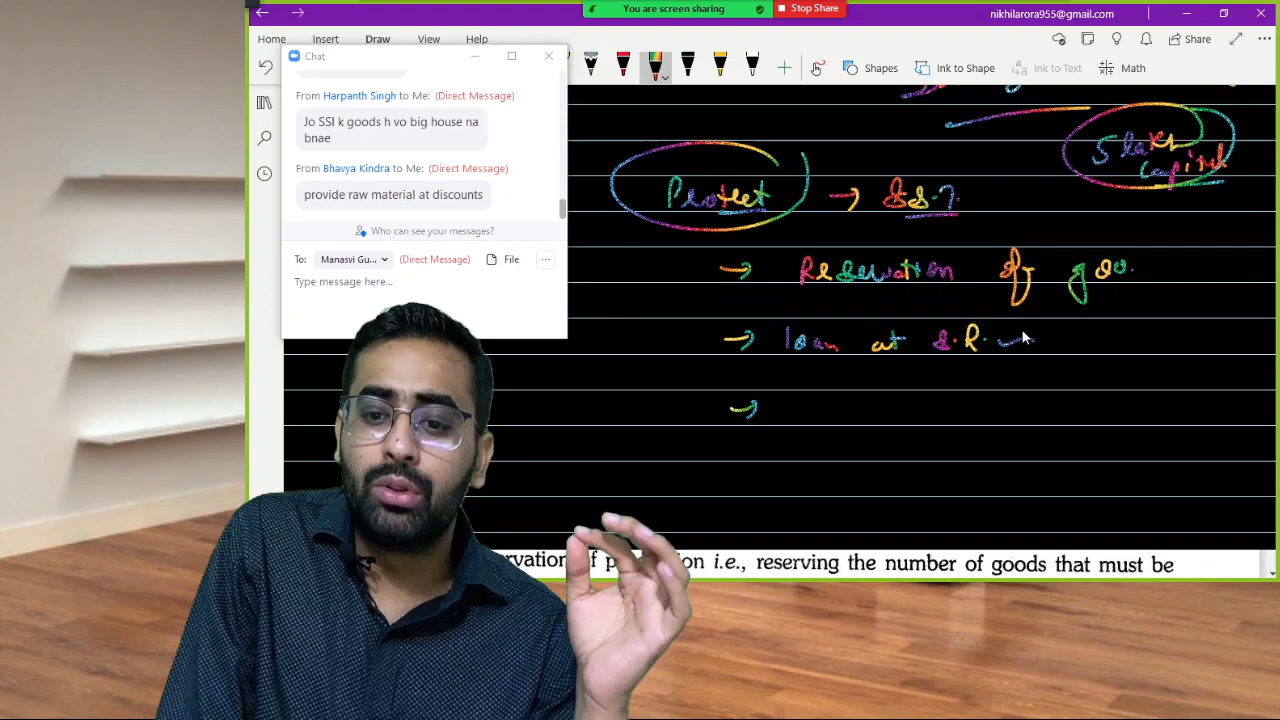 You are screen sharing
Stop Share
nikhilarora955@gmail.com
Home Insert Draw View Help
Share
Shapes
Ink to Shape
Ink to Text
Math
Chat
From Harpanth Singh to Me: (Direct Message)
Jo SSI k goods h vo big house na
bnae
From Bhavya Kindra to Me: (Direct Message)
provide raw material at discounts
Who can see your messages?
To: Manasvi Gu... (Direct Message) File
Type message here...
5 lakh
Capital
Protect →
→ Reservation of
→ loan at
→
of
ion i.e., reserving the number of goods that must be